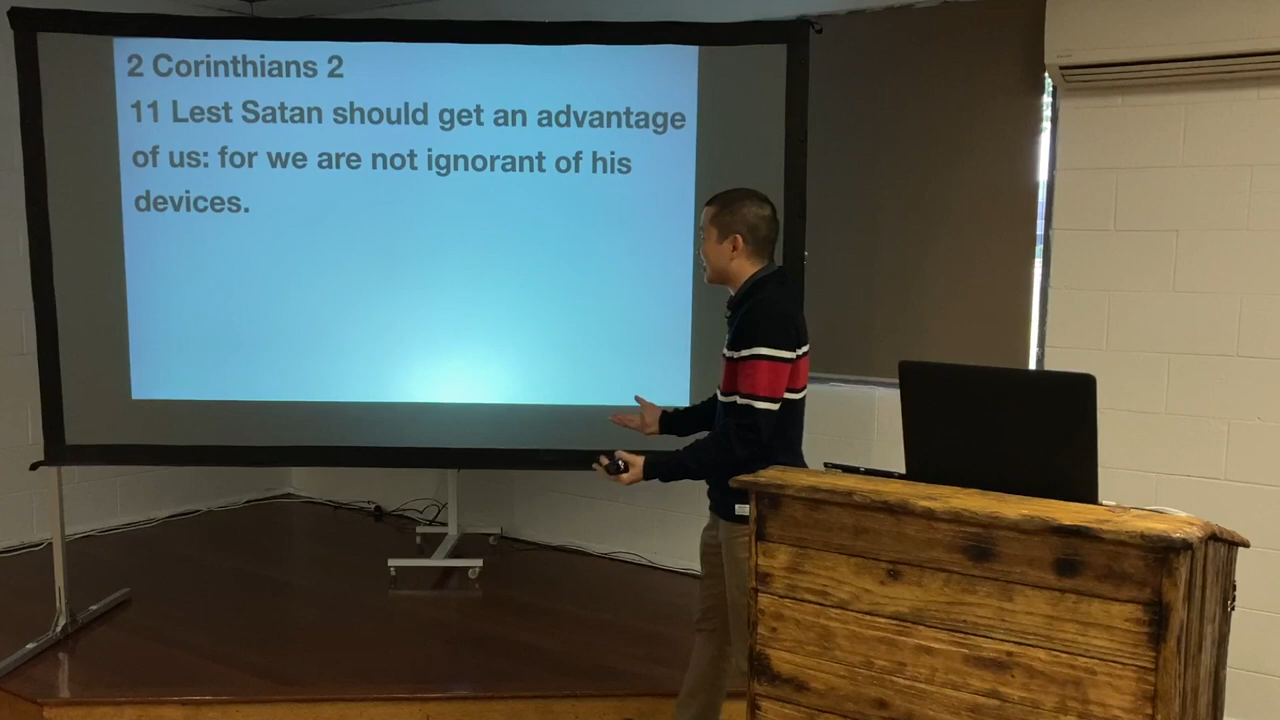 2 Corinthians 2
11 Lest Satan should get an advantage
of us: for we are not ignorant of his
devices.